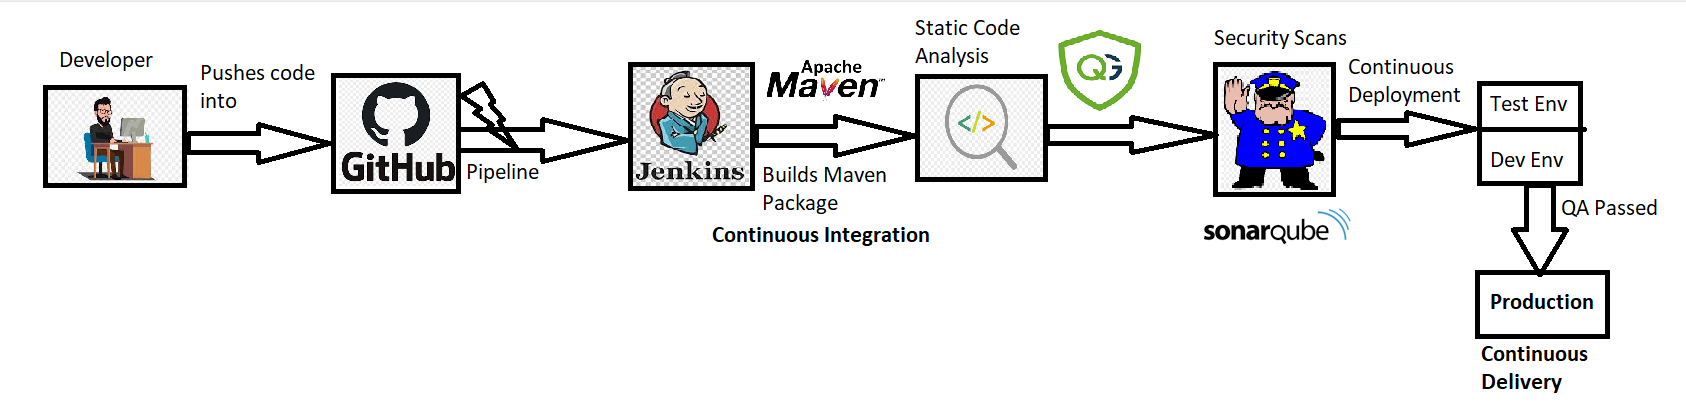 Developer
Pushes code
into
GitHub
Pipeline
Jenkins
Apache
Maven
Builds Maven
Package
Continuous Integration
Static Code
Analysis
</>
QG
Security Scans
sonarqube
Continuous
Deployment
Test Env
Dev Env
QA Passed
Production
Continuous
Delivery